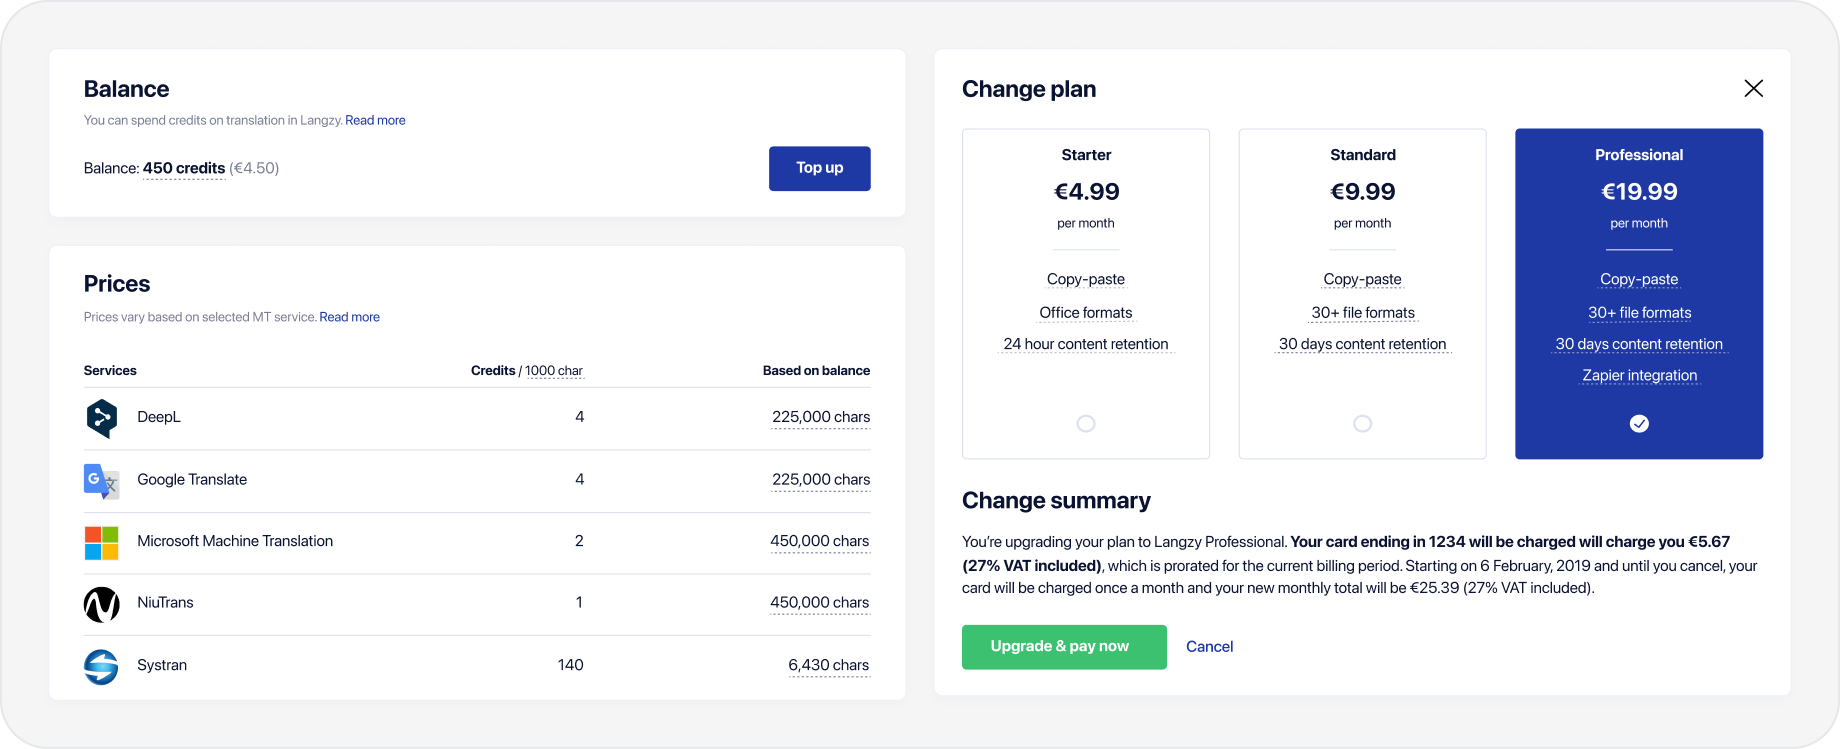 Balance
You can spend credits on translation in Langzy. Read more
Balance: 450 credits (€4.50)
Top up
Prices
Prices vary based on selected MT service. Read more
Services Credits / 1000 char Based on balance
DeepL 4 225,000 chars
G 文
Google Translate 4 225,000 chars
Microsoft Machine Translation 2 450,000 chars
NiuTrans 1 450,000 chars
Systran 140 6,430 chars
Change plan
Starter
€4.99
per month
Copy-paste
Office formats
24 hour content retention
Standard
€9.99
per month
Copy-paste
30+ file formats
30 days content retention
Professional
€19.99
per month
Copy-paste
30+ file formats
30 days content retention
Zapier integration
Change summary
You’re upgrading your plan to Langzy Professional. Your card ending in 1234 will be charged will charge you €5.67
(27% VAT included), which is prorated for the current billing period. Starting on 6 February, 2019 and until you cancel, your
card will be charged once a month and your new monthly total will be €25.39 (27% VAT included).
Upgrade & pay now
Cancel